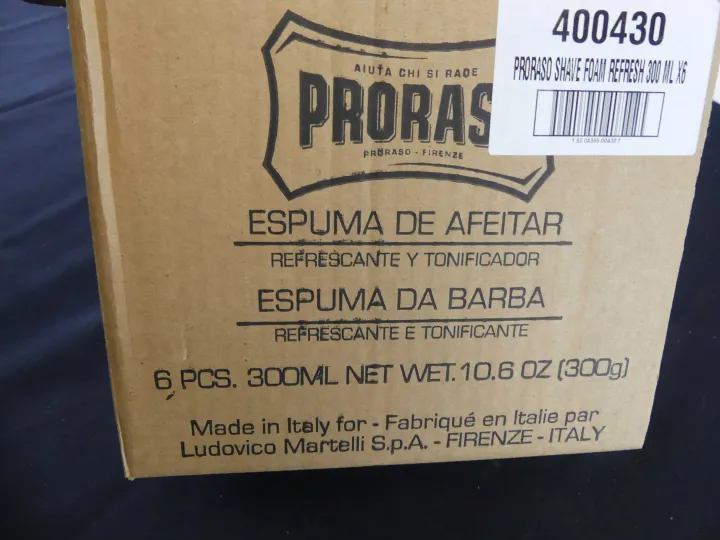 400430
PRORASO SHAVE FOAM REFRESH 300 ML X6
AIUTA CHI SI RADE
PRORAS
PRORASO - FIRENZE
ESPUMA DE AFEITAR
REFRESCANTE Y TONIFICADOR
ESPUMA DA BARBA
REFRESCANTE E TONIFICANTE
6 PCS. 300ML NET WET.10.6 OZ (300g)
Made in Italy for - Fabriqué en Italie par
Ludovico Martelli S.p.A. - FIRENZE - ITALY